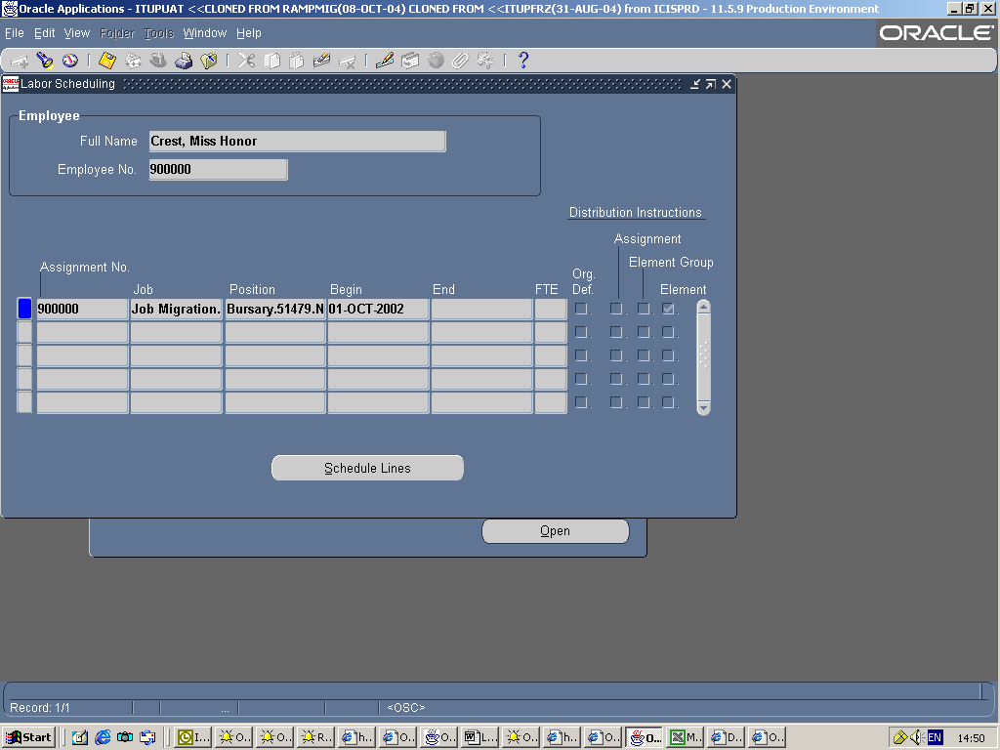 Oracle Applications - ITUPUAT <<CLONED FROM RAMPMIG(08-OCT-04) CLONED FROM <<ITUPFRZ(31-AUG-04) from ICISPRD - 11.5.9 Production Environment
File Edit View Folder Tools Window Help
ORACLE
Labor Scheduling
Employee
Full Name Crest, Miss Honor
Employee No. 900000
Distribution Instructions
Assignment
Element Group
Assignment No.
Org.
Job Position Begin End FTE Def. Element
900000 Job Migration. Bursary.51479.N 01-OCT-2002
Schedule Lines
Open
Record: 1/1 ... <OSC>
Start I... O.. O.. R.. h.. O.. O.. L... O.. h.. O.. O... M.. D.. O.. EN 14:50